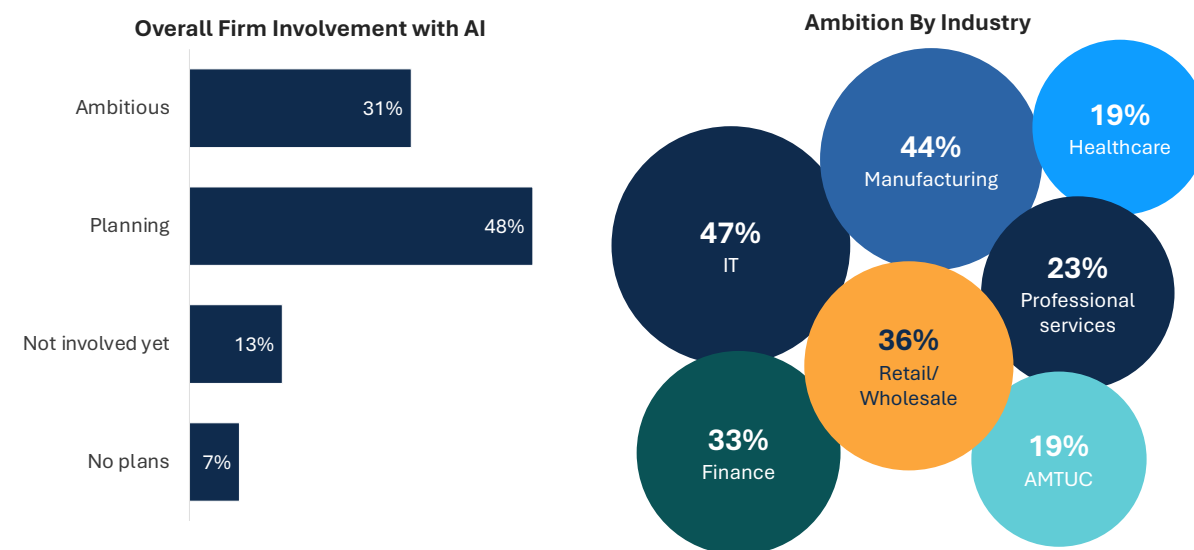 Overall Firm Involvement with AI
Ambitious
31%
Planning
48%
Not involved yet
13%
No plans
7%
Ambition By Industry
19%
Healthcare
44%
Manufacturing
47%
IT
23%
Professional
services
36%
Retail/
Wholesale
33%
Finance
19%
AMTUC